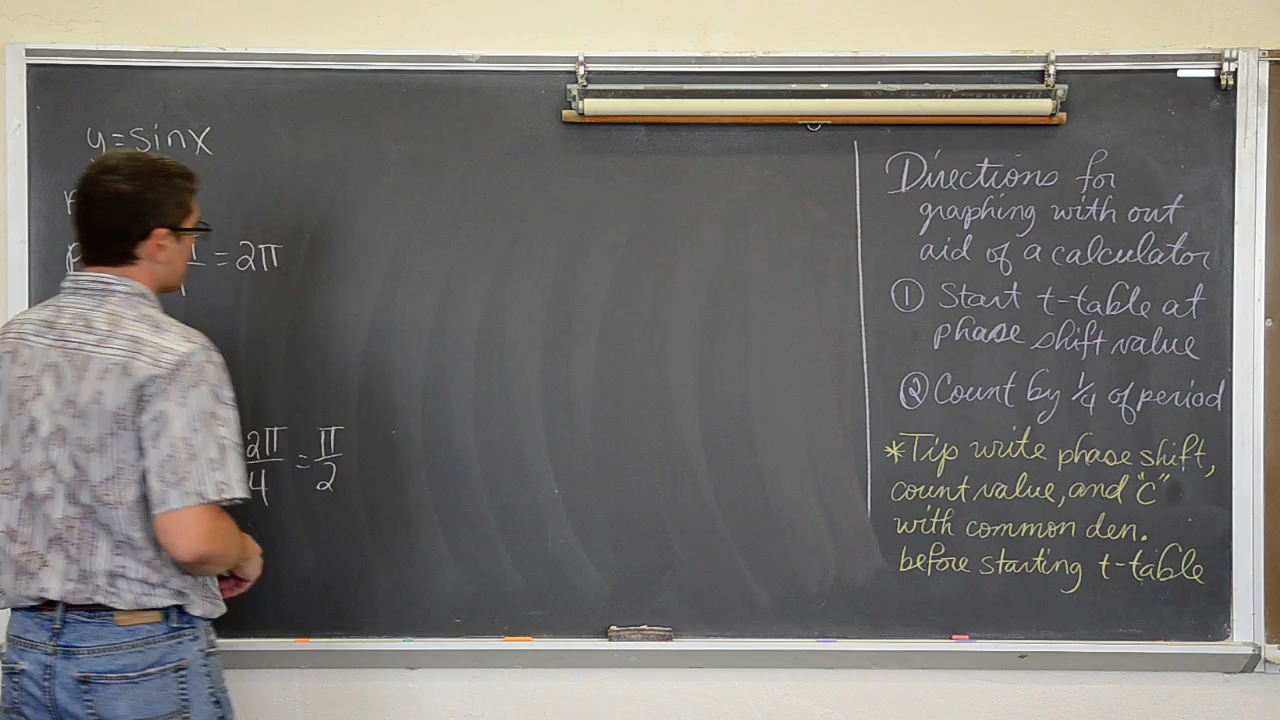 y=sinx
=2π
2π/4 = π/2
Directions for
graphing with out
aid of a calculator
① Start t-table at
phase shift value
② Count by 1/4 of period
*Tip write phase shift,
count value, and "C"
with common den.
before starting t-table